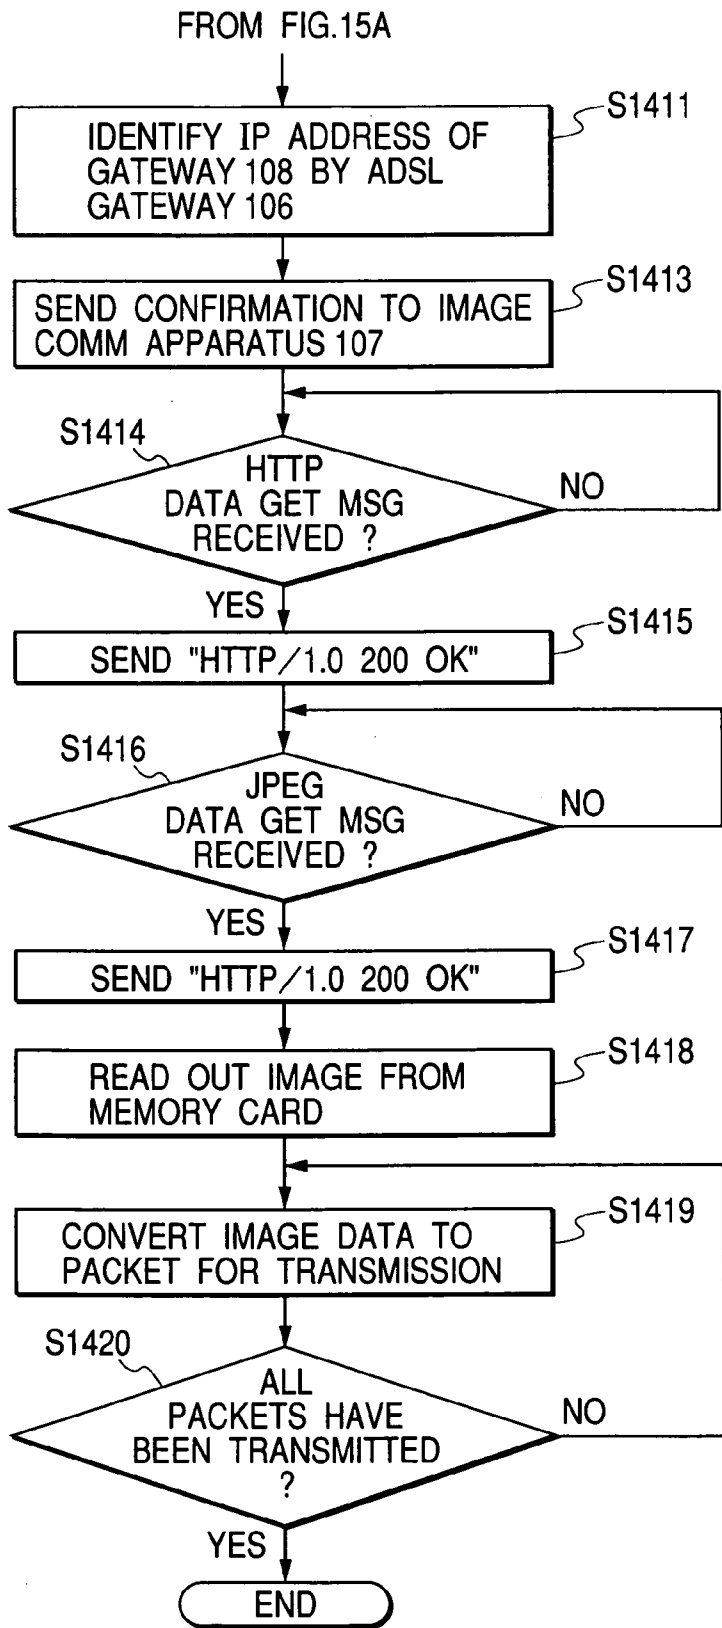 FROM FIG.15A
S1411
IDENTIFY IP ADDRESS OF
GATEWAY 108 BY ADSL
GATEWAY 106
S1413
SEND CONFIRMATION TO IMAGE
COMM APPARATUS 107
S1414
HTTP
DATA GET MSG
RECEIVED ?
NO
YES
S1415
SEND "HTTP/1.0 200 OK"
S1416
JPEG
DATA GET MSG
RECEIVED ?
NO
YES
S1417
SEND "HTTP/1.0 200 OK"
S1418
READ OUT IMAGE FROM
MEMORY CARD
S1419
CONVERT IMAGE DATA TO
PACKET FOR TRANSMISSION
S1420
ALL
PACKETS HAVE
BEEN TRANSMITTED
?
NO
YES
END